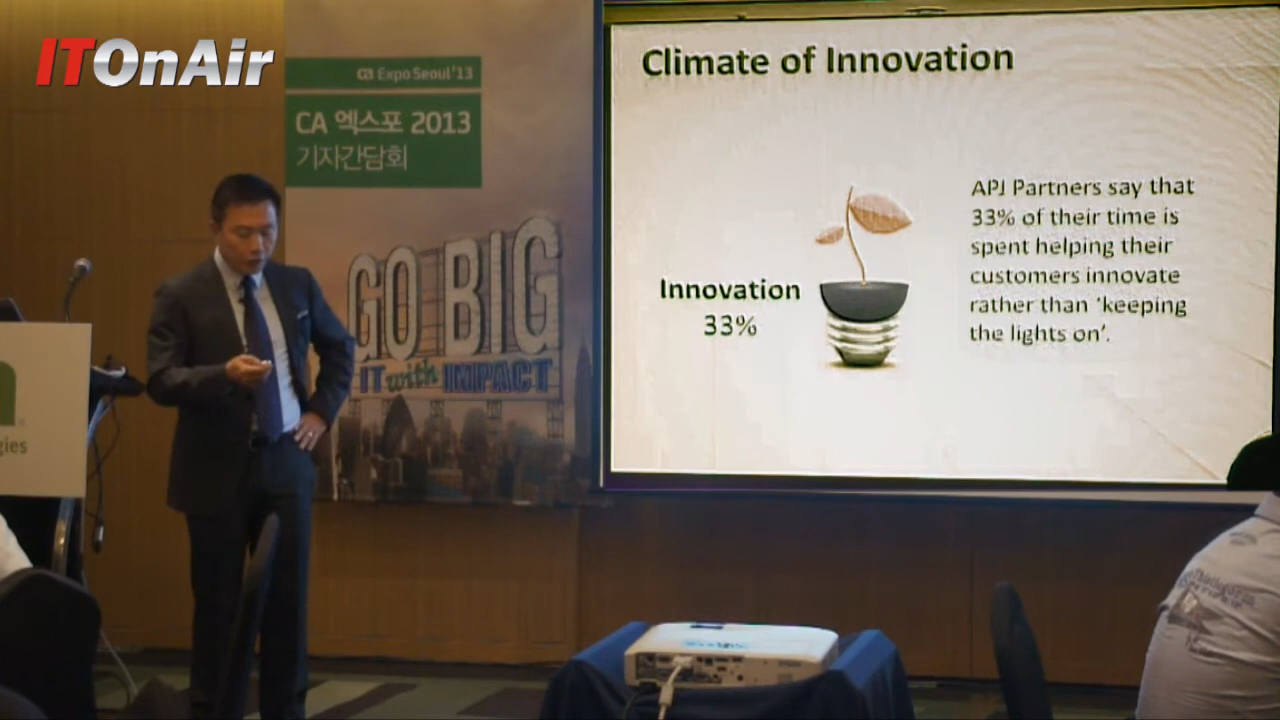 ITOnAir
ca Expo Seoul '13
CA 엑스포 2013
기자간담회
GO BIG
IT with IMPACT
gies
Climate of Innovation
Innovation
33%
APJ Partners say that
33% of their time is
spent helping their
customers innovate
rather than ‘keeping
the lights on’.